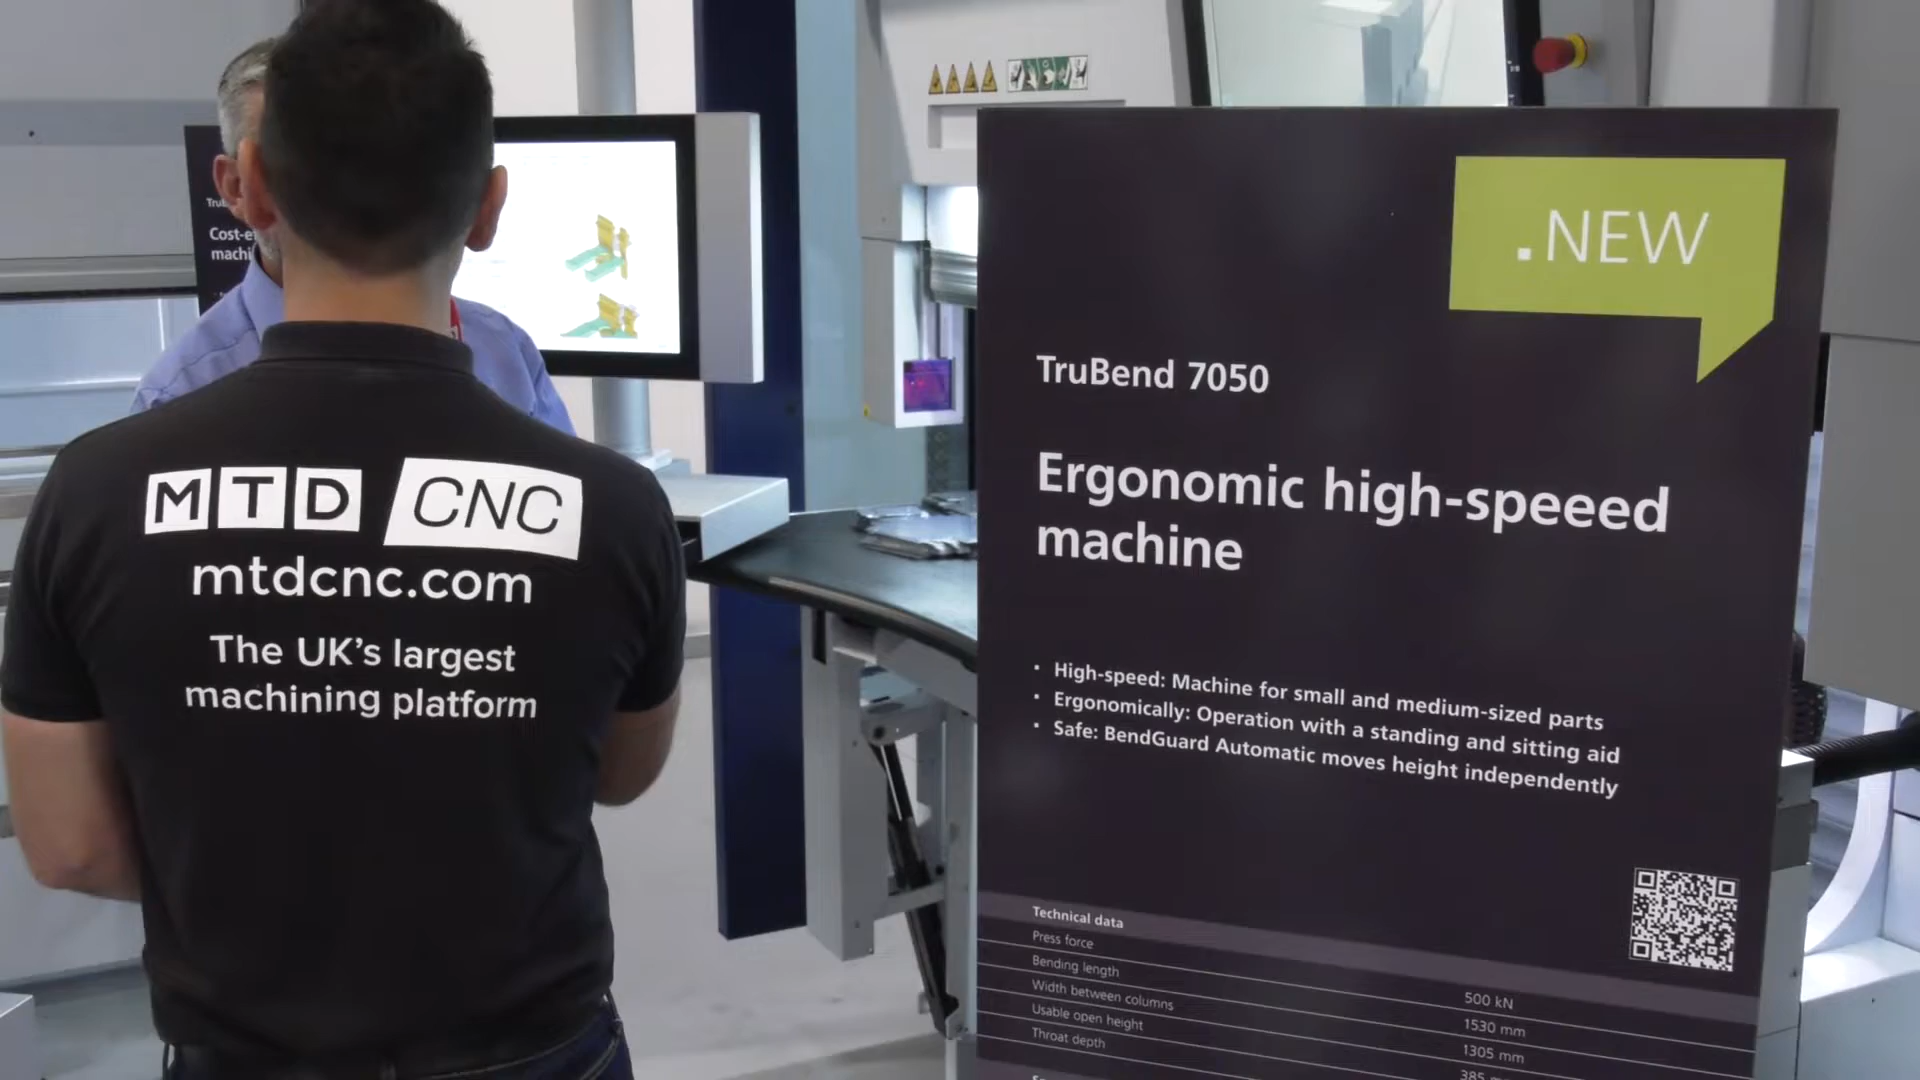 MTD CNC
mtdcnc.com
The UK's largest
machining platform
.NEW
TruBend 7050
Ergonomic high-speeed
machine
• High-speed: Machine for small and medium-sized parts
• Ergonomically: Operation with a standing and sitting aid
• Safe: BendGuard Automatic moves height independently
Technical data
Press force 500 kN
Bending length 1530 mm
Width between columns 1305 mm
Usable open height 385
Throat depth